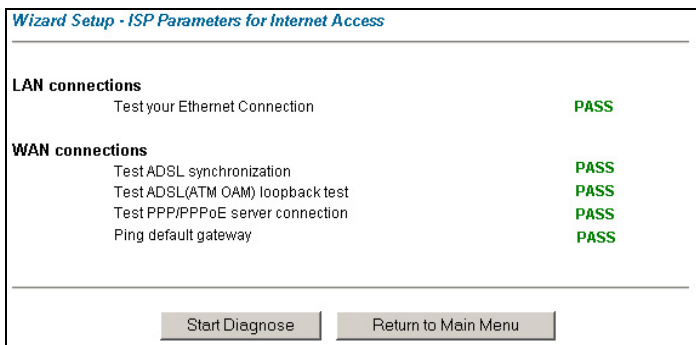 Wizard Setup - ISP Parameters for Internet Access
LAN connections
Test your Ethernet Connection PASS
WAN connections
Test ADSL synchronization PASS
Test ADSL(ATM OAM) loopback test PASS
Test PPP/PPPoE server connection PASS
Ping default gateway PASS
Start Diagnose Return to Main Menu